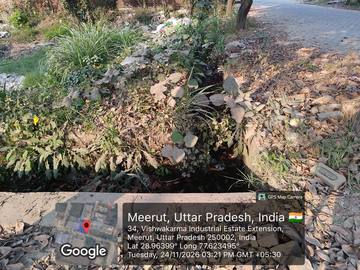 GPS Map Camera
Meerut, Uttar Pradesh, India
34, Vishwakarma Industrial Estate Extension,
Meerut, Uttar Pradesh 250002, India
Lat 28.96399° Long 77.623496°
Tuesday, 24/11/2026 03:21 PM GMT +05:30
Google